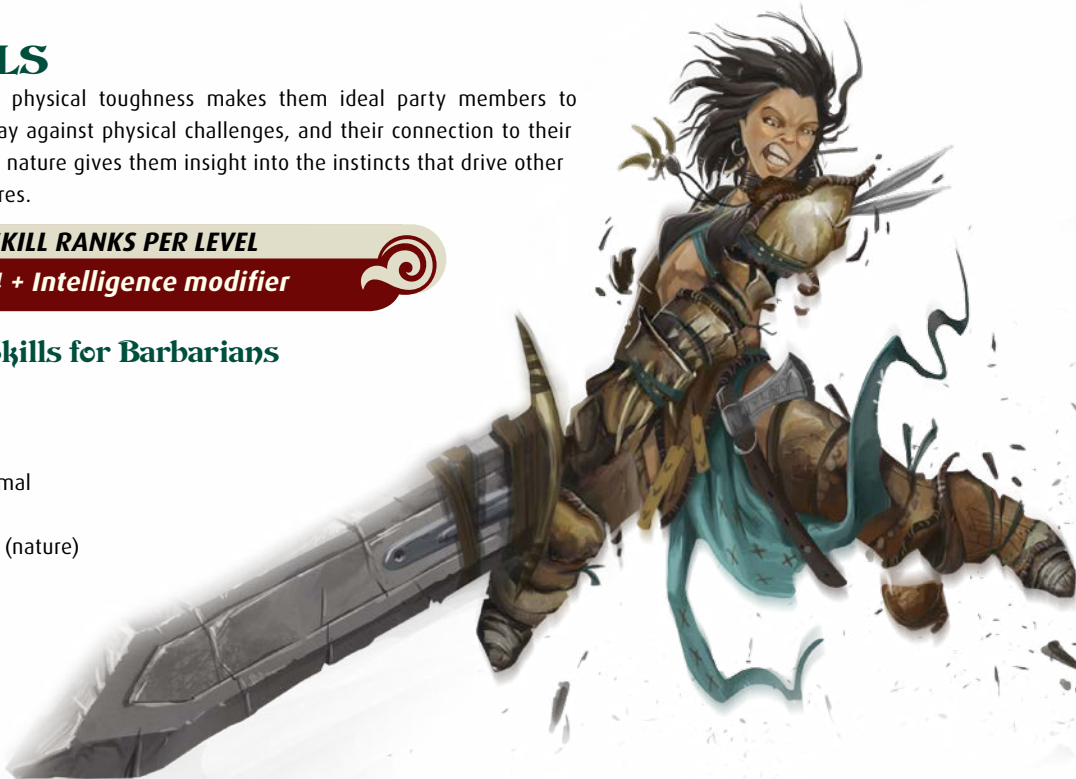 LS
physical toughness makes them ideal party members to
ay against physical challenges, and their connection to their
nature gives them insight into the instincts that drive other
res.
KILL RANKS PER LEVEL
+ Intelligence modifier
kills for Barbarians
mal
(nature)